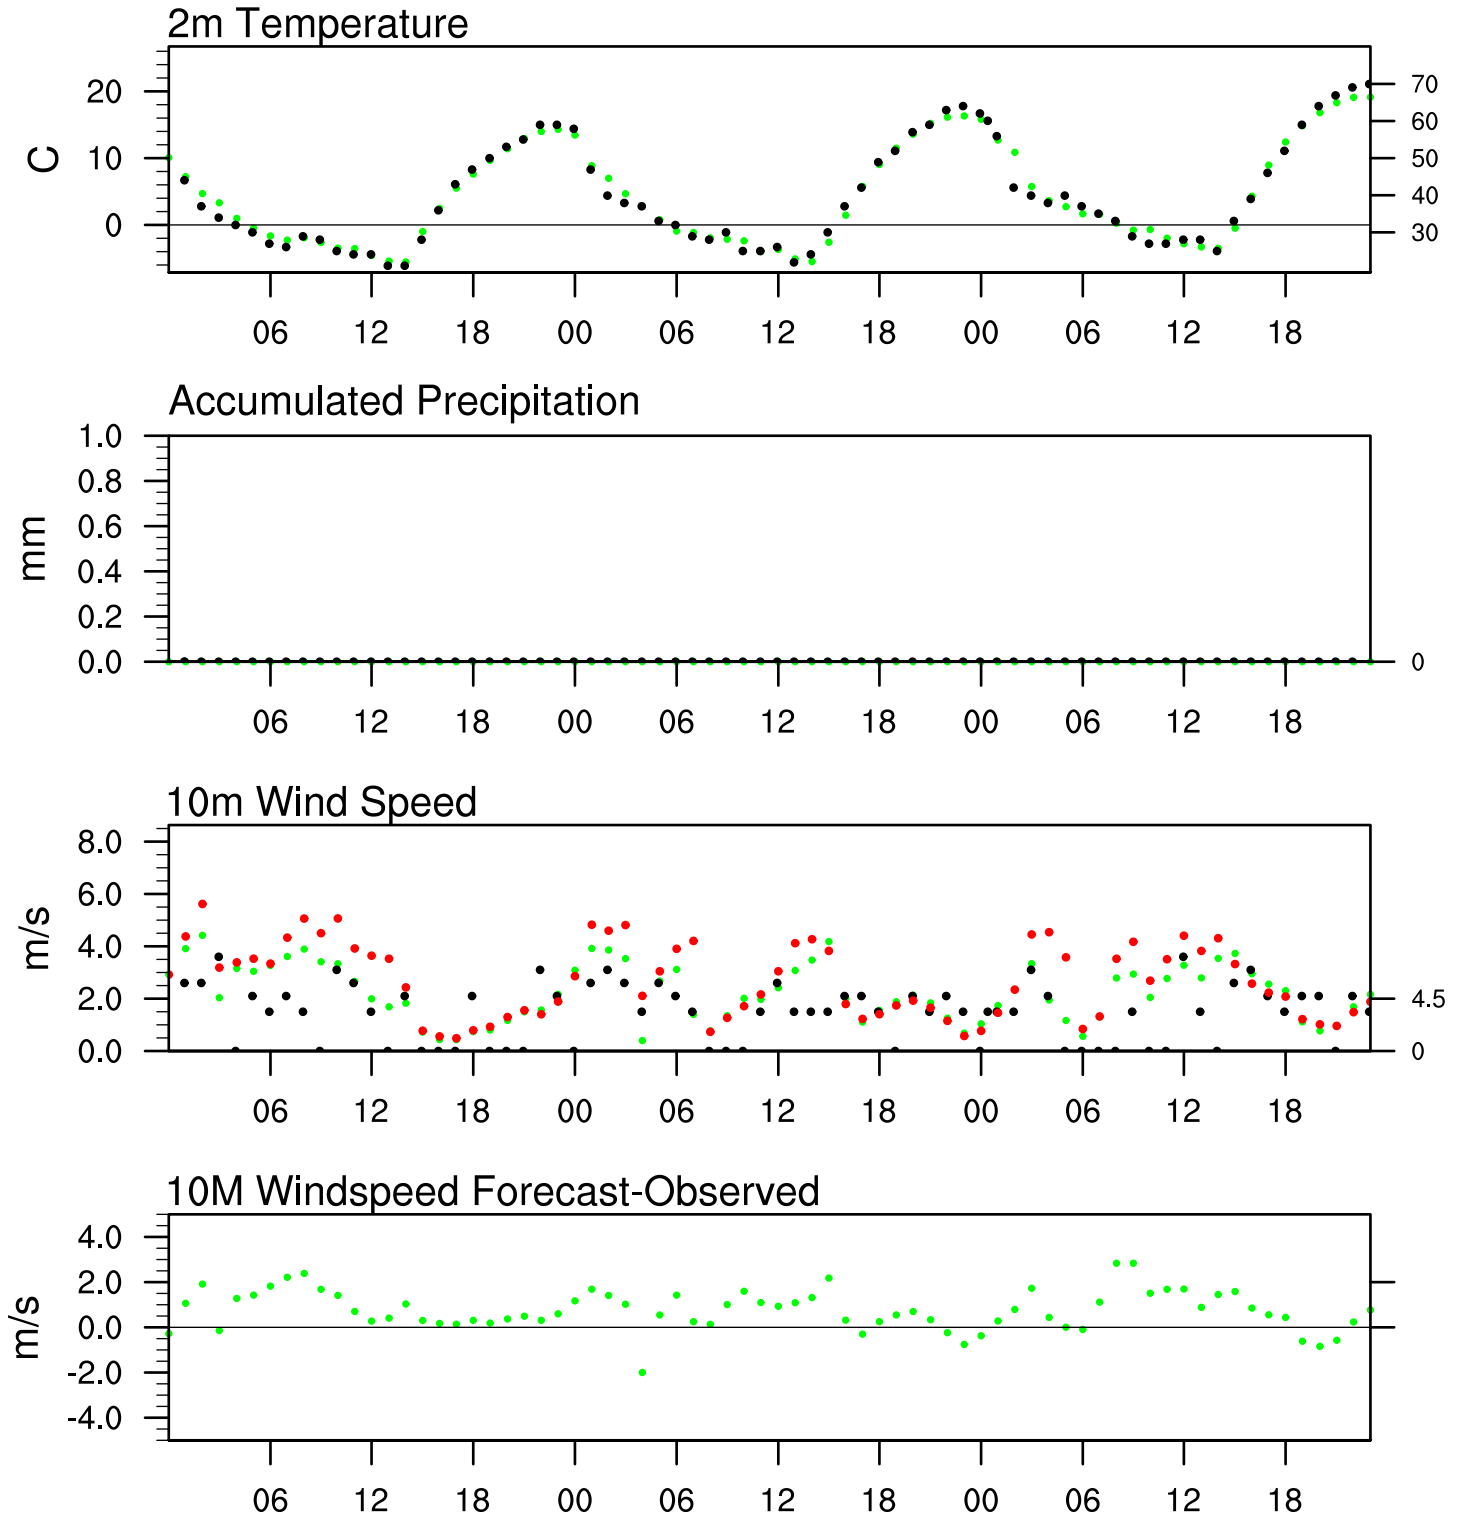 2m Temperature
20
10
0
C
70
60
50
40
30
06 12 18 00 06 12 18 00 06 12 18
Accumulated Precipitation
1.0
0.8
0.6
0.4
0.2
0.0
mm
0
06 12 18 00 06 12 18 00 06 12 18
10m Wind Speed
8.0
6.0
4.0
2.0
0.0
m/s
4.5
0
06 12 18 00 06 12 18 00 06 12 18
10M Windspeed Forecast-Observed
4.0
2.0
0.0
-2.0
-4.0
m/s
06 12 18 00 06 12 18 00 06 12 18